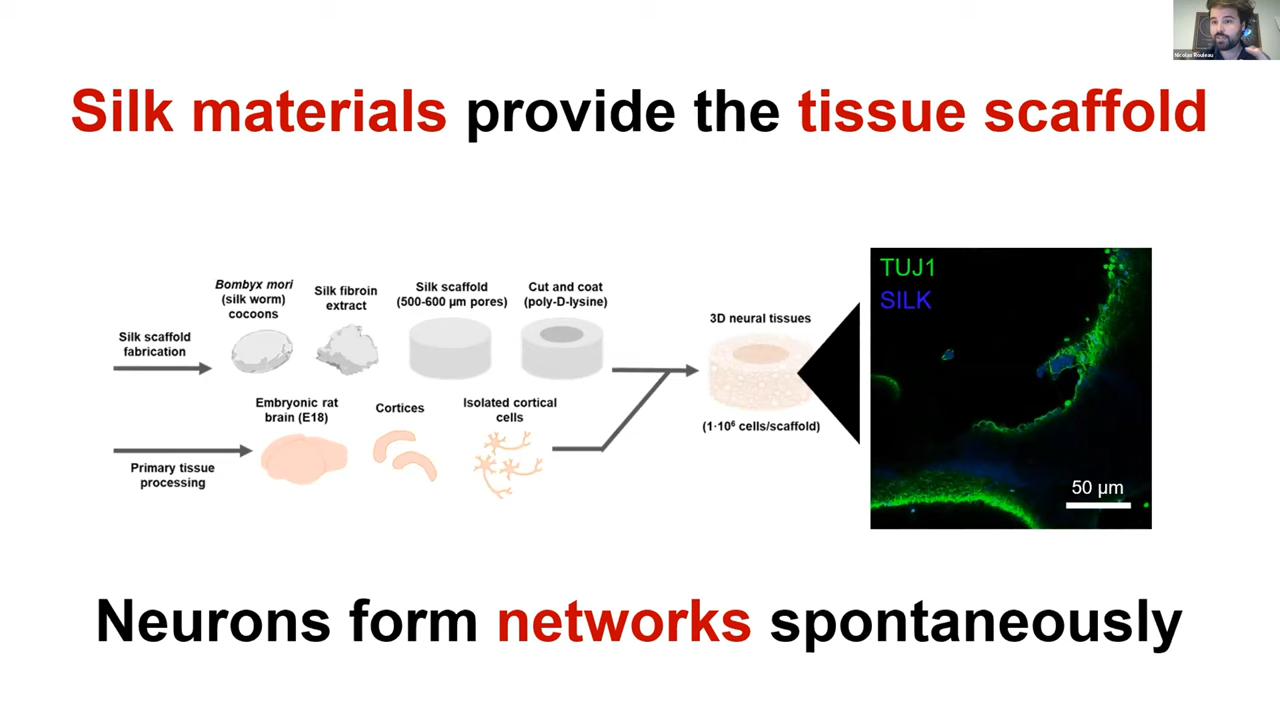 Nicolas Rouleau
Silk materials provide the tissue scaffold
Silk scaffold
fabrication
Bombyx mori
(silk worm)
cocoons
Silk fibroin
extract
Silk scaffold
(500-600 µm pores)
Cut and coat
(poly-D-lysine)
Primary tissue
processing
Embryonic rat
brain (E18)
Cortices
Isolated cortical
cells
3D neural tissues
(1·10⁶ cells/scaffold)
TUJ1
SILK
50 µm
Neurons form networks spontaneously